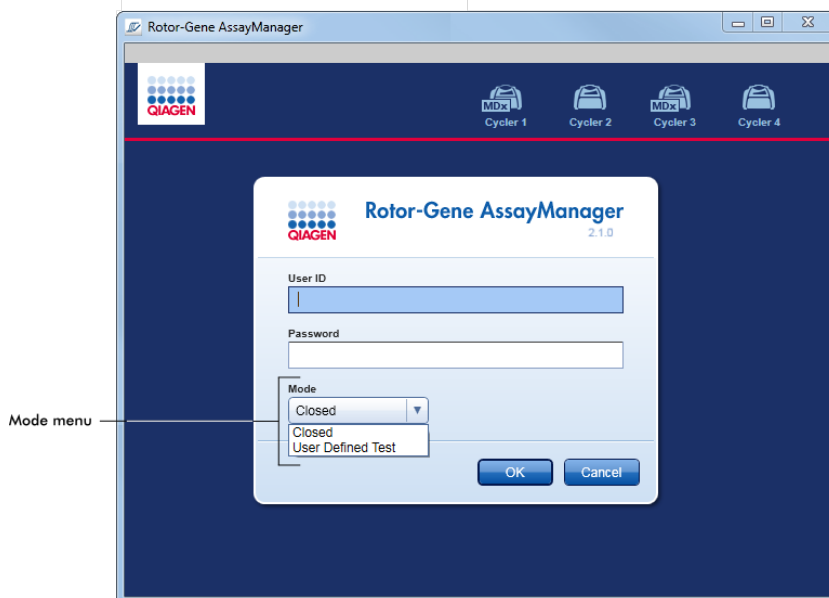 Rotor-Gene AssayManager
QIAGEN
MDx
MDx
Cycler 1
Cycler 2
Cycler 3
Cycler 4
QIAGEN
Rotor-Gene AssayManager
2.1.0
User ID
Password
Mode menu
Mode
Closed
Closed
User Defined Test
OK
Cancel